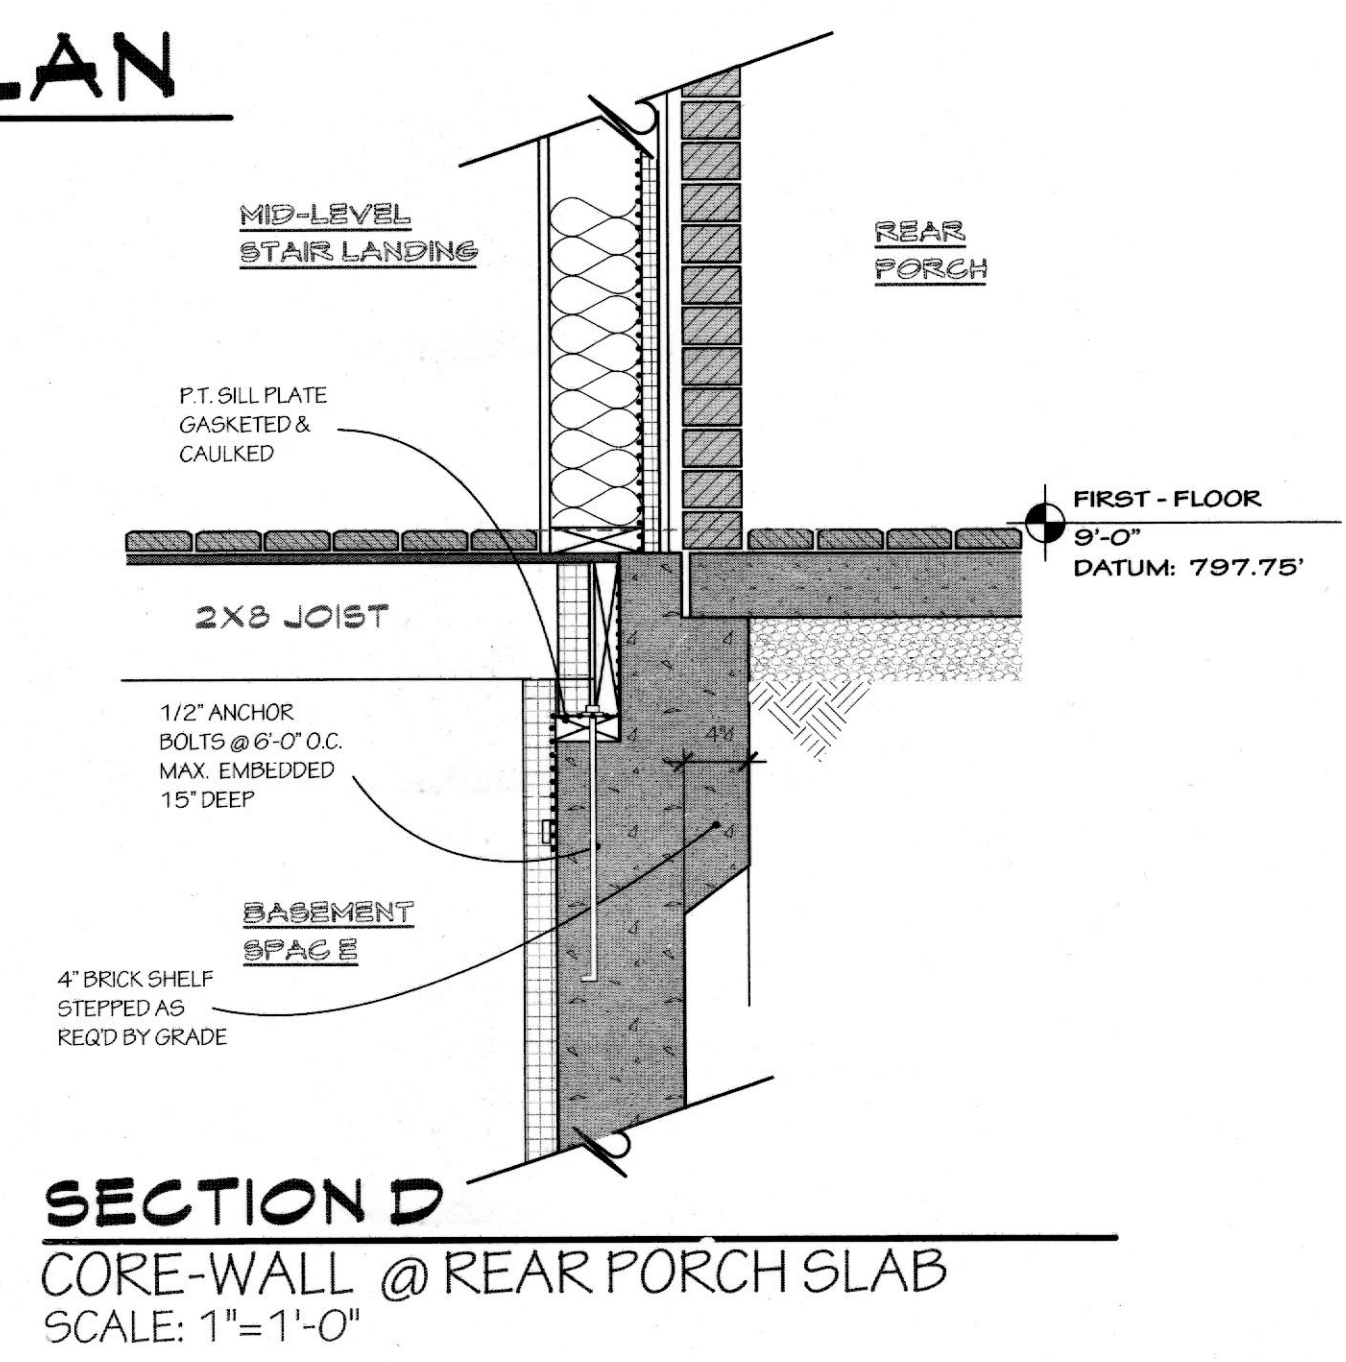 LAN
MID-LEVEL
STAIR LANDING
REAR
PORCH
P.T. SILL PLATE
GASKETED &
CAULKED
FIRST - FLOOR
9'-0"
DATUM: 797.75'
2X8 JOIST
1/2" ANCHOR
BOLTS @ 6'-0" O.C.
MAX. EMBEDDED
15" DEEP
BASEMENT
SPACE
4" BRICK SHELF
STEPPED AS
REQ'D BY GRADE
SECTION D
CORE-WALL @ REAR PORCH SLAB
SCALE: 1"=1'-0"